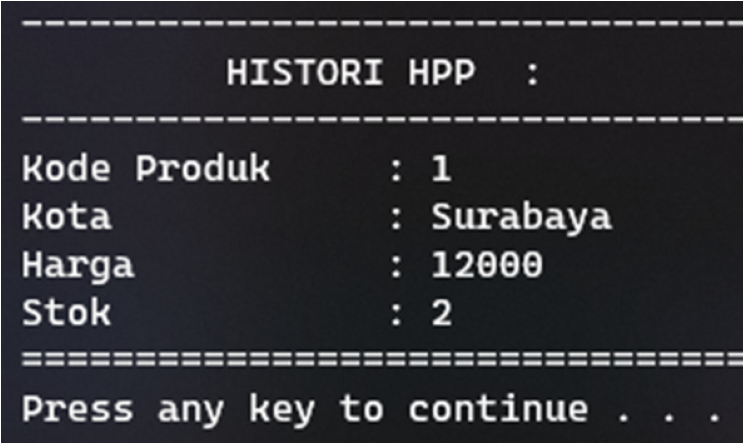 --------------------------------
HISTORI HPP :
--------------------------------
Kode Produk : 1
Kota : Surabaya
Harga : 12000
Stok : 2
================================
Press any key to continue . . .